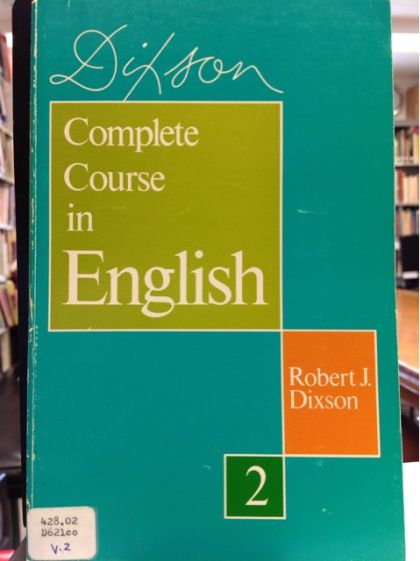 Dixson
Complete
Course
in
English
Robert J.
Dixson
2
428.02
D621co
V.2